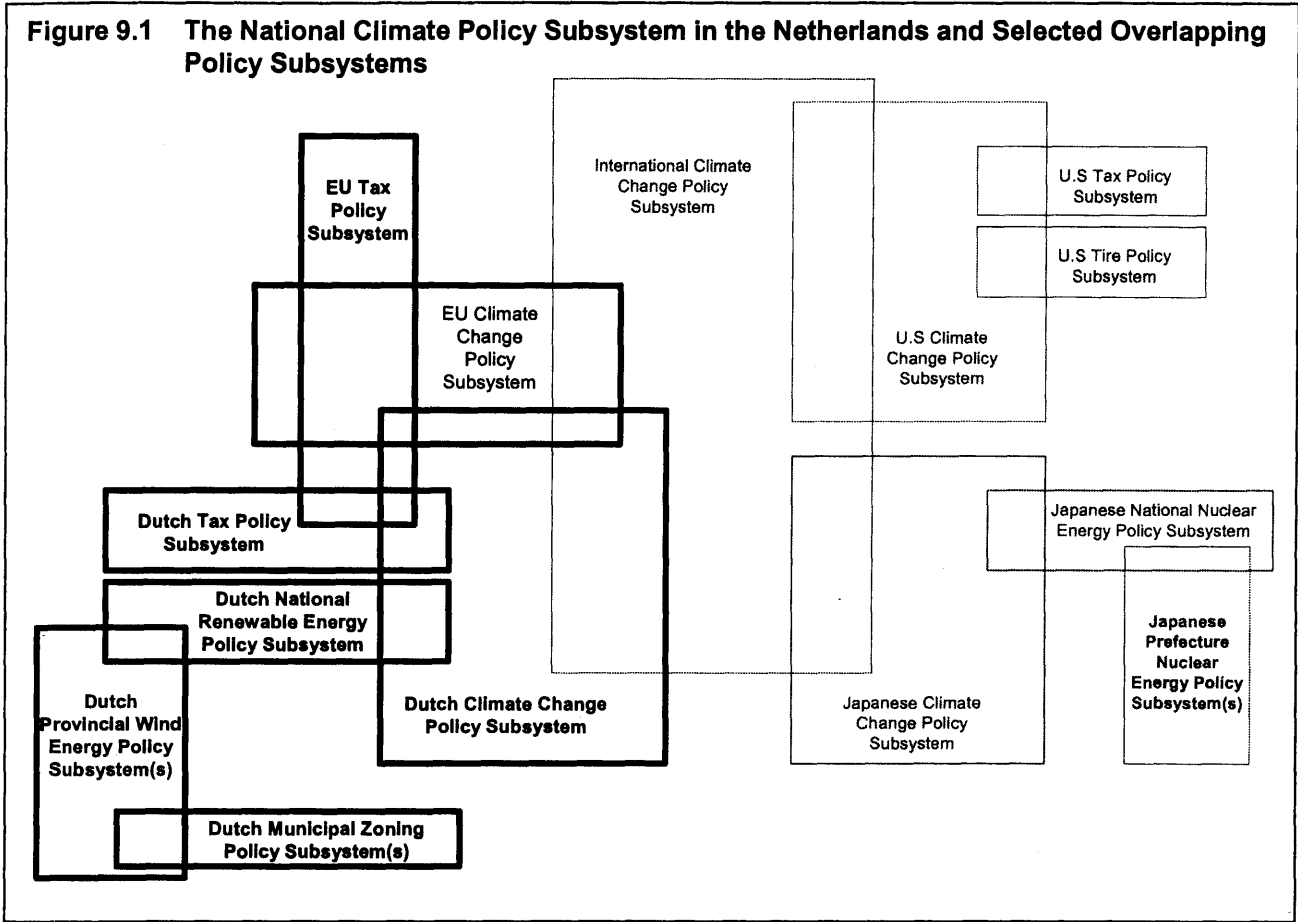 Figure 9.1 The National Climate Policy Subsystem in the Netherlands and Selected Overlapping
Policy Subsystems
EU Tax
Policy
Subsystem
International Climate
Change Policy
Subsystem
U.S Tax Policy
Subsystem
U.S Tire Policy
Subsystem
EU Climate
Change
Policy
Subsystem
U.S Climate
Change Policy
Subsystem
Dutch Tax Policy
Subsystem
Japanese National Nuclear
Energy Policy Subsystem
Dutch National
Renewable Energy
Policy Subsystem
Japanese
Prefecture
Nuclear
Energy Policy
Subsystem(s)
Dutch
Provincial Wind
Energy Policy
Subsystem(s)
Dutch Climate Change
Policy Subsystem
Japanese Climate
Change Policy
Subsystem
Dutch Municipal Zoning
Policy Subsystem(s)